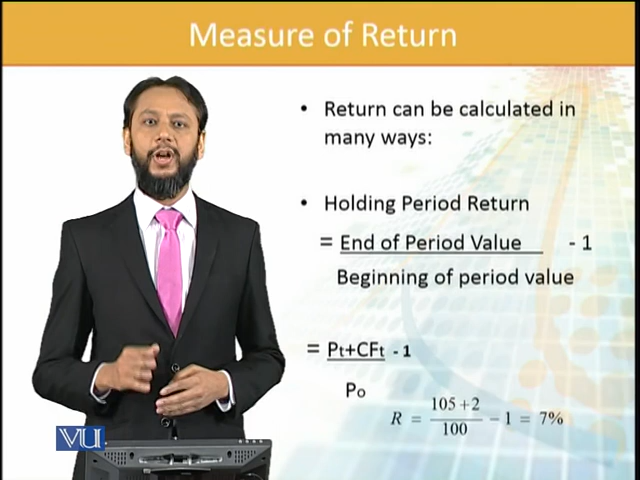 Measure of Return
• Return can be calculated in
many ways:
• Holding Period Return
= End of Period Value - 1
Beginning of period value
= Pt+CFt - 1
Po
R = 105 + 2 / 100 - 1 = 7%
VU